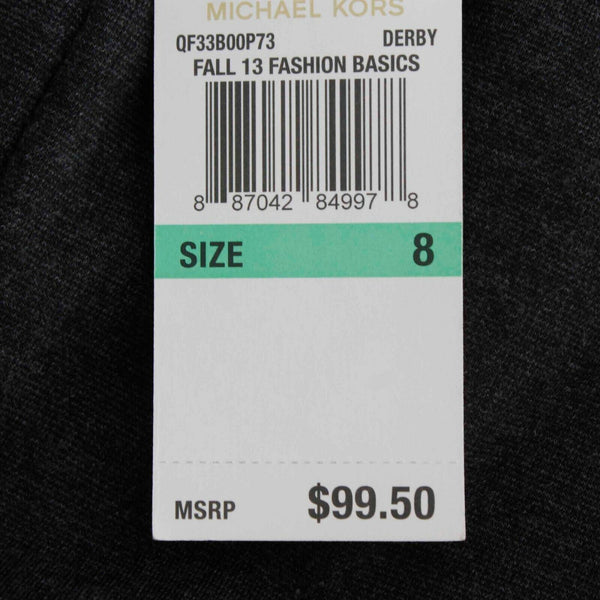 MICHAEL KORS
QF33B00P73 DERBY
FALL 13 FASHION BASICS
8 87042 84997 8
SIZE 8
MSRP $99.50